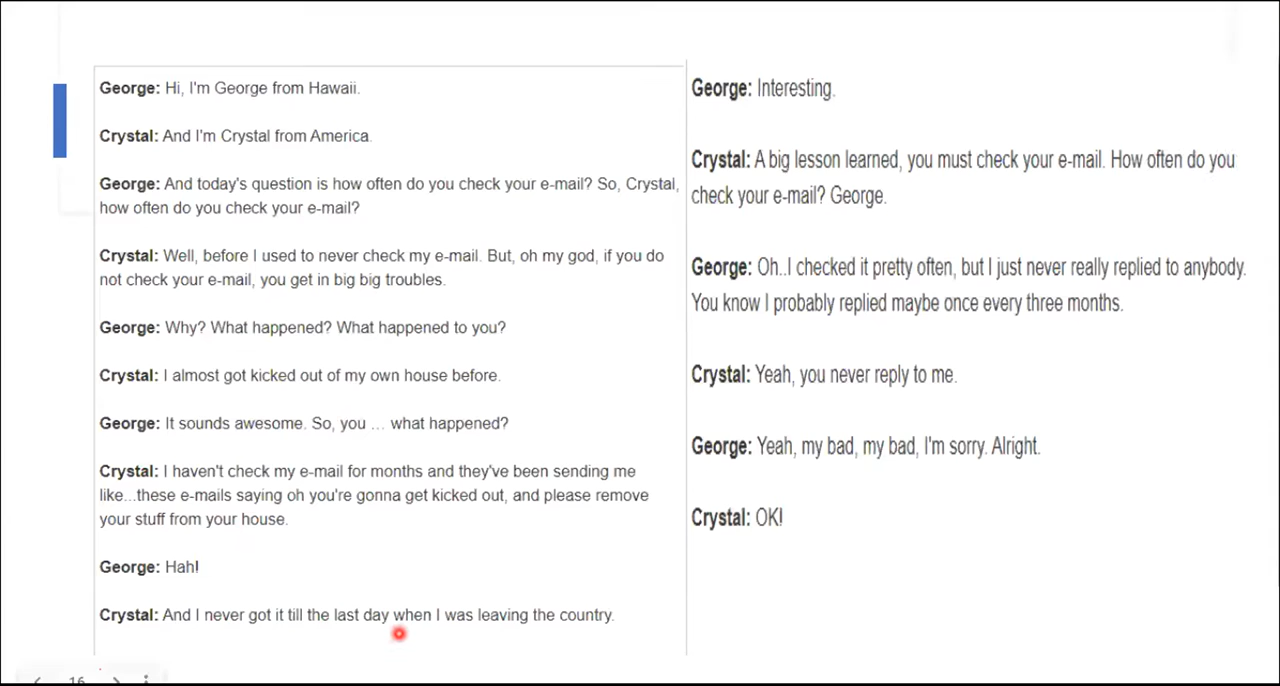 George: Hi, I'm George from Hawaii.
Crystal: And I'm Crystal from America.
George: And today's question is how often do you check your e-mail? So, Crystal,
how often do you check your e-mail?
Crystal: Well, before I used to never check my e-mail. But, oh my god, if you do
not check your e-mail, you get in big big troubles.
George: Why? What happened? What happened to you?
Crystal: I almost got kicked out of my own house before.
George: It sounds awesome. So, you ... what happened?
Crystal: I haven't check my e-mail for months and they've been sending me
like...these e-mails saying oh you're gonna get kicked out, and please remove
your stuff from your house.
George: Hah!
Crystal: And I never got it till the last day when I was leaving the country.
George: Interesting.
Crystal: A big lesson learned, you must check your e-mail. How often do you
check your e-mail? George.
George: Oh..I checked it pretty often, but I just never really replied to anybody.
You know I probably replied maybe once every three months.
Crystal: Yeah, you never reply to me.
George: Yeah, my bad, my bad, I'm sorry. Alright.
Crystal: OK!
16